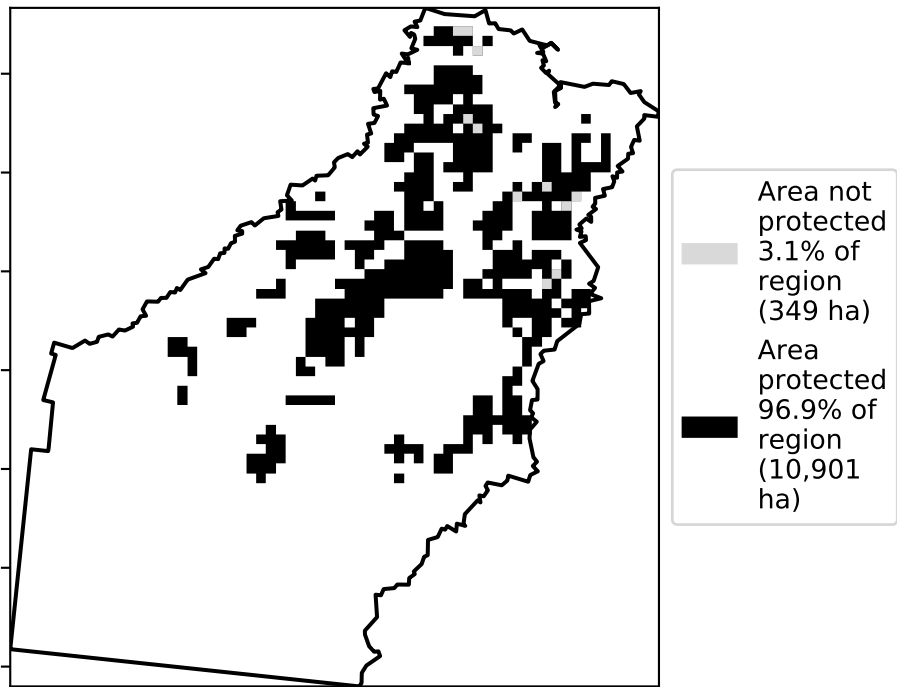 Area not
protected
3.1% of
region
(349 ha)
Area
protected
96.9% of
region
(10,901
ha)